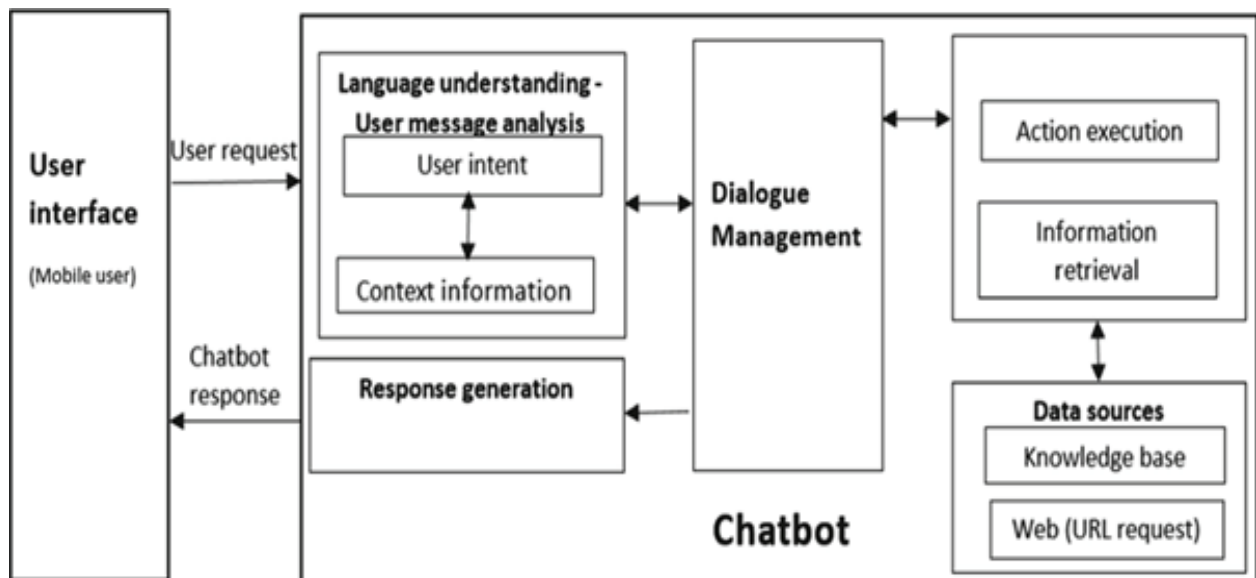 User
interface
(Mobile user)
User request
Chatbot
response
Language understanding -
User message analysis
User intent
Context information
Response generation
Dialogue
Management
Action execution
Information
retrieval
Data sources
Knowledge base
Web (URL request)
Chatbot